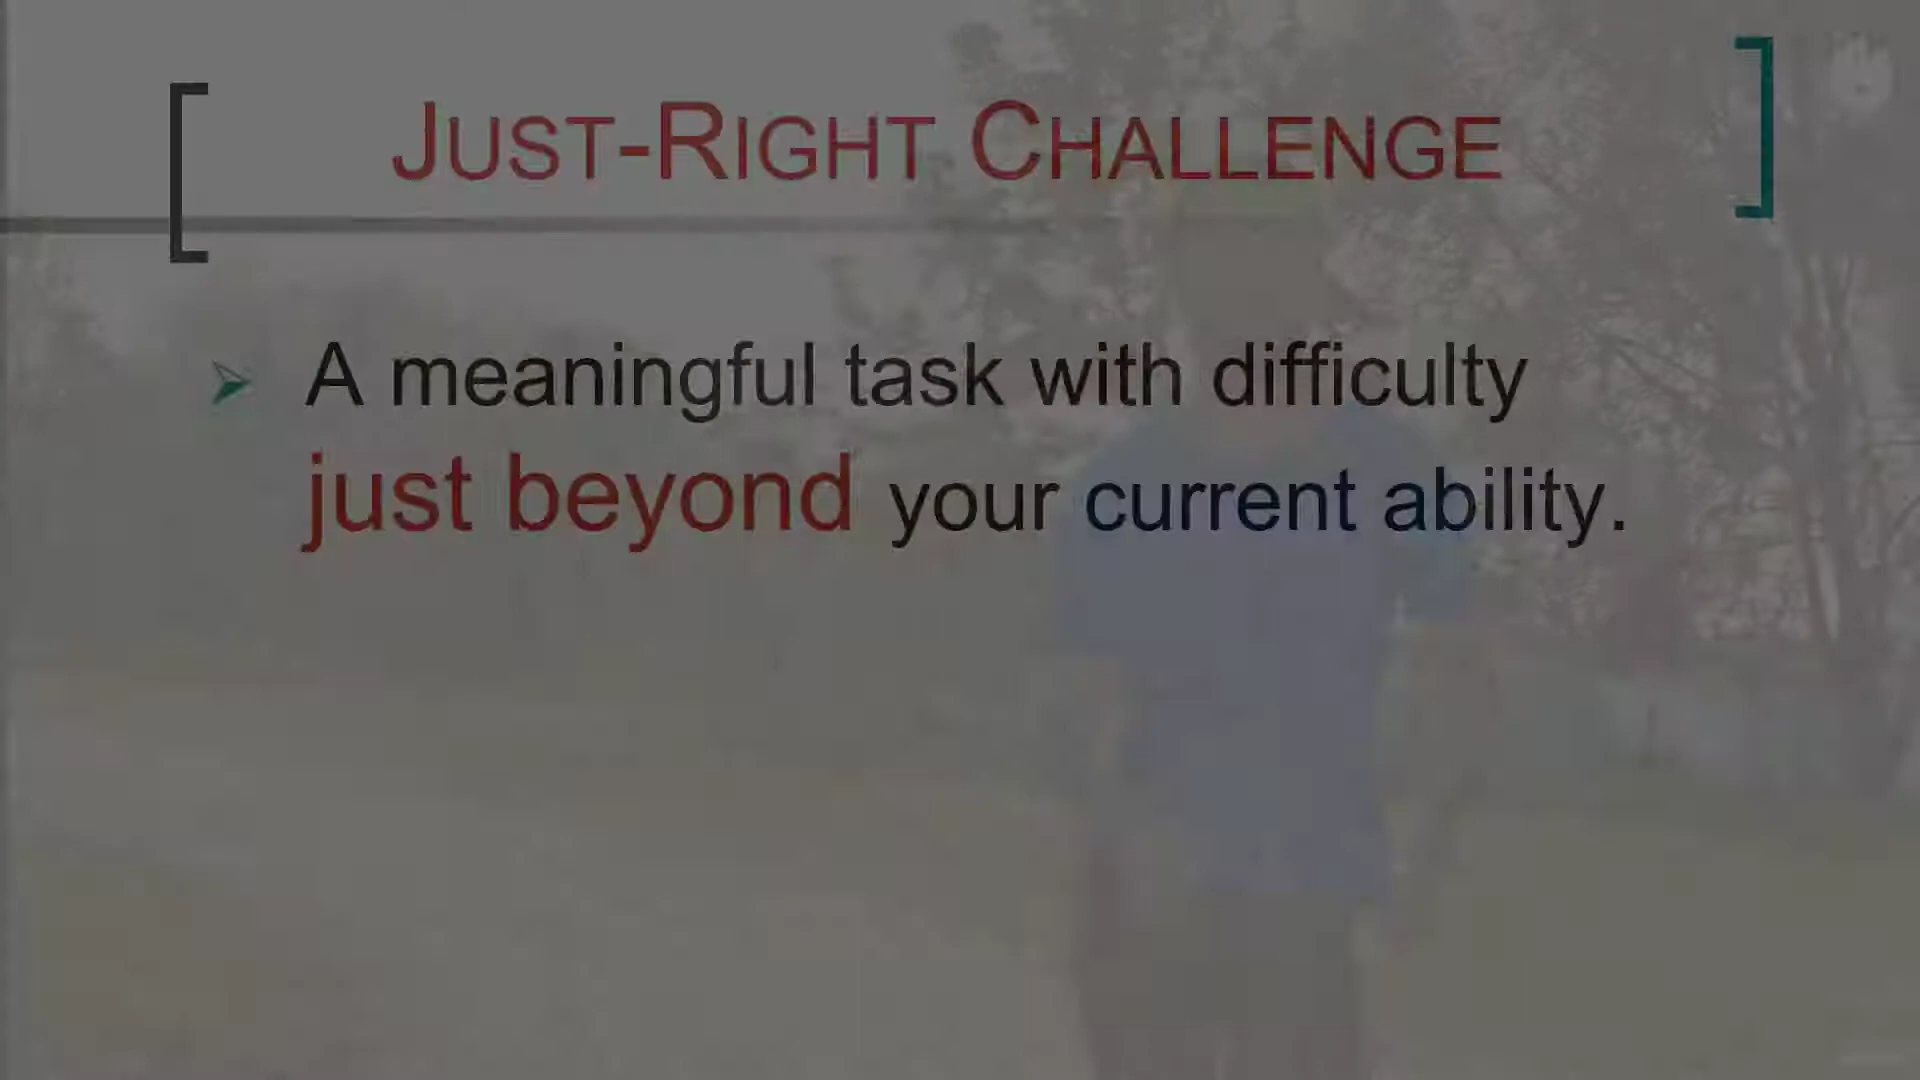 JUST-RIGHT CHALLENGE
A meaningful task with difficulty
just beyond your current ability.